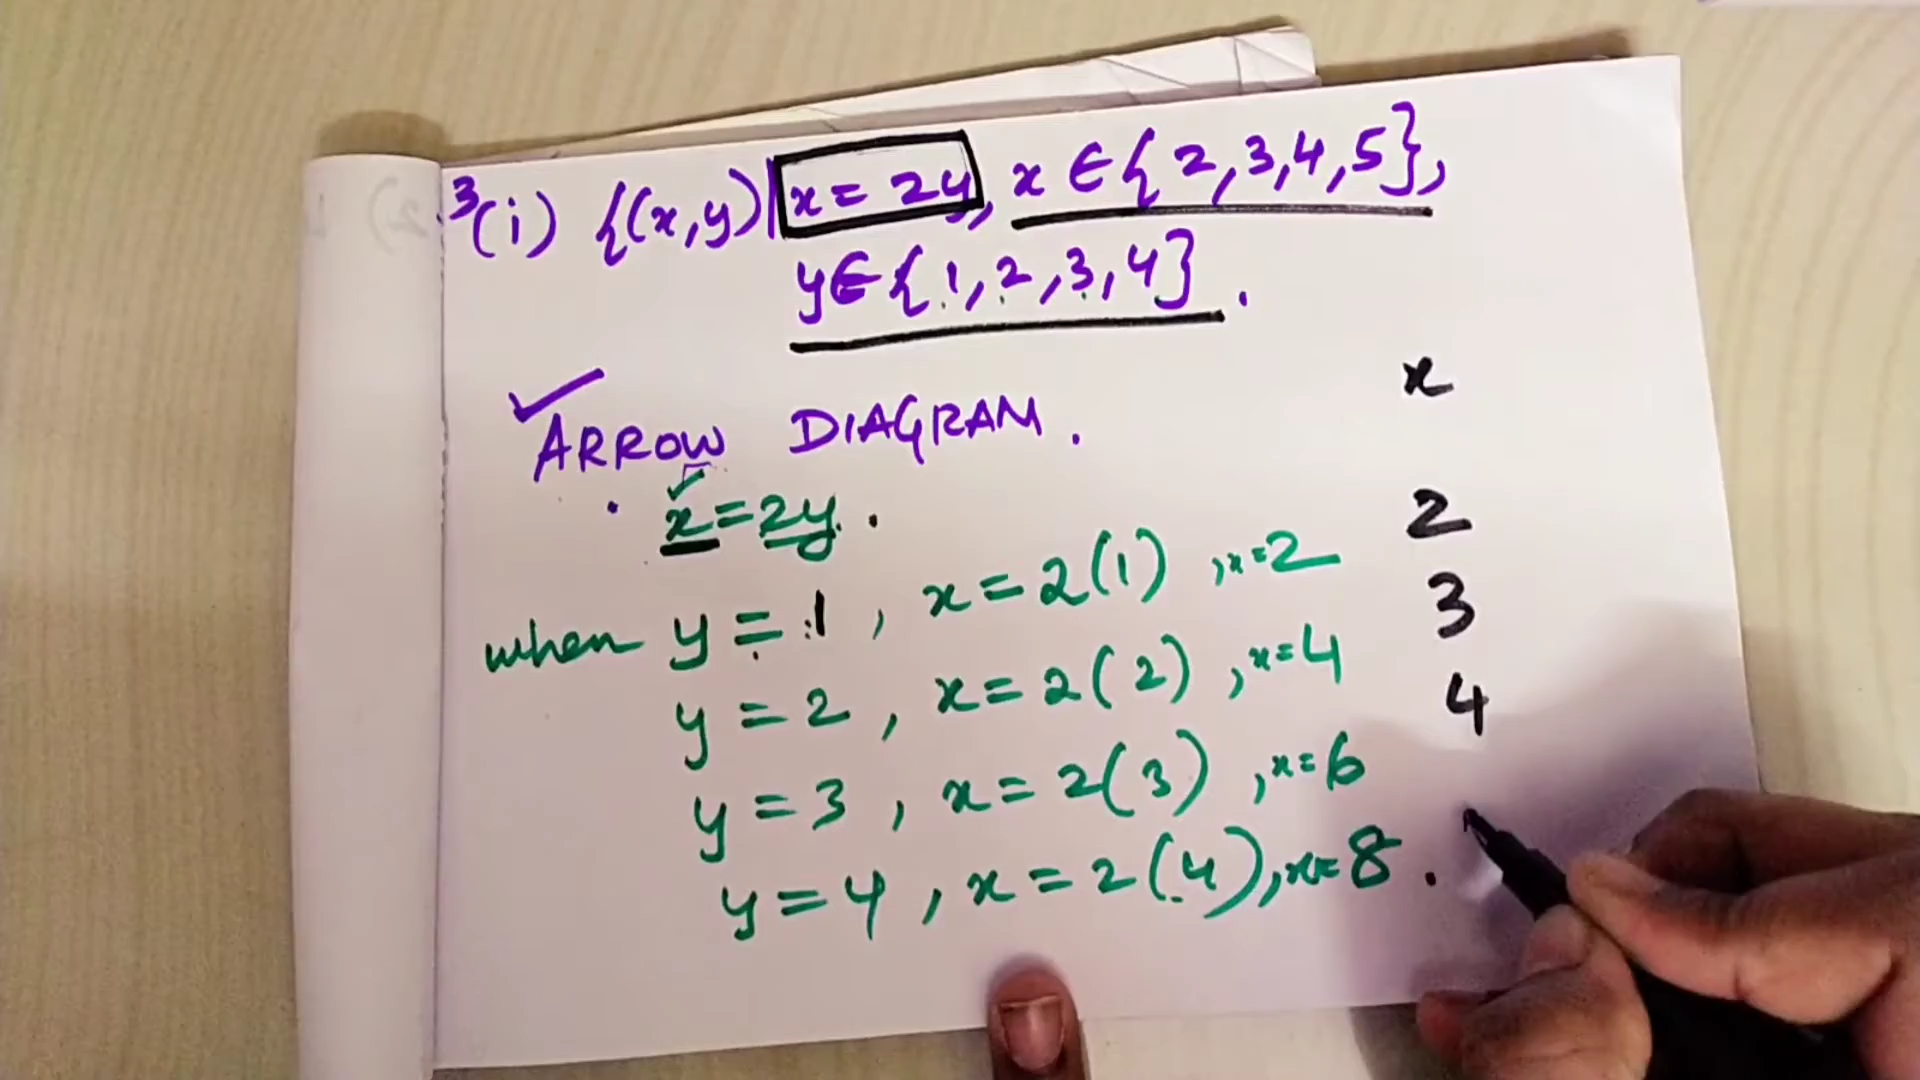 3(i) {(x,y)|x = 2y, x ∈ {2,3,4,5},
y∈{1,2,3,4}.
ARROW DIAGRAM.
x=2y.
when y = 1, x = 2(1), x=2
y = 2, x = 2(2), x=4
y = 3, x = 2(3), x=6
y = 4, x = 2(4), x=8.
x
2
3
4